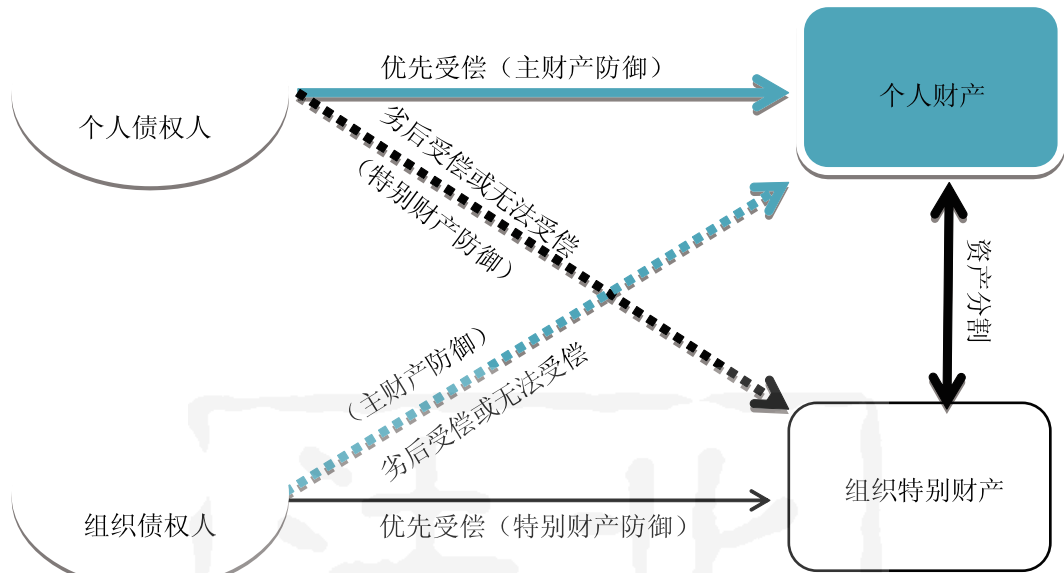 优先受偿（主财产防御）
个人财产
个人债权人
劣后受偿或无法受偿
（特别财产防御）
资产分割
（主财产防御）
劣后受偿或无法受偿
组织特别财产
组织债权人
优先受偿（特别财产防御）